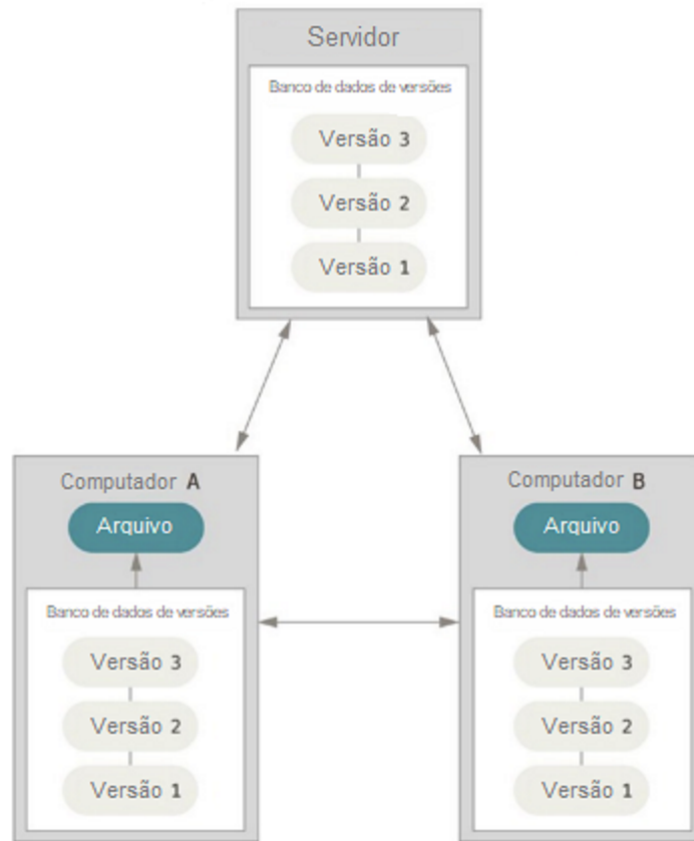 Servidor
Banco de dados de versões
Versão 3
Versão 2
Versão 1
Computador A
Arquivo
Banco de dados de versões
Versão 3
Versão 2
Versão 1
Computador B
Arquivo
Banco de dados de versões
Versão 3
Versão 2
Versão 1